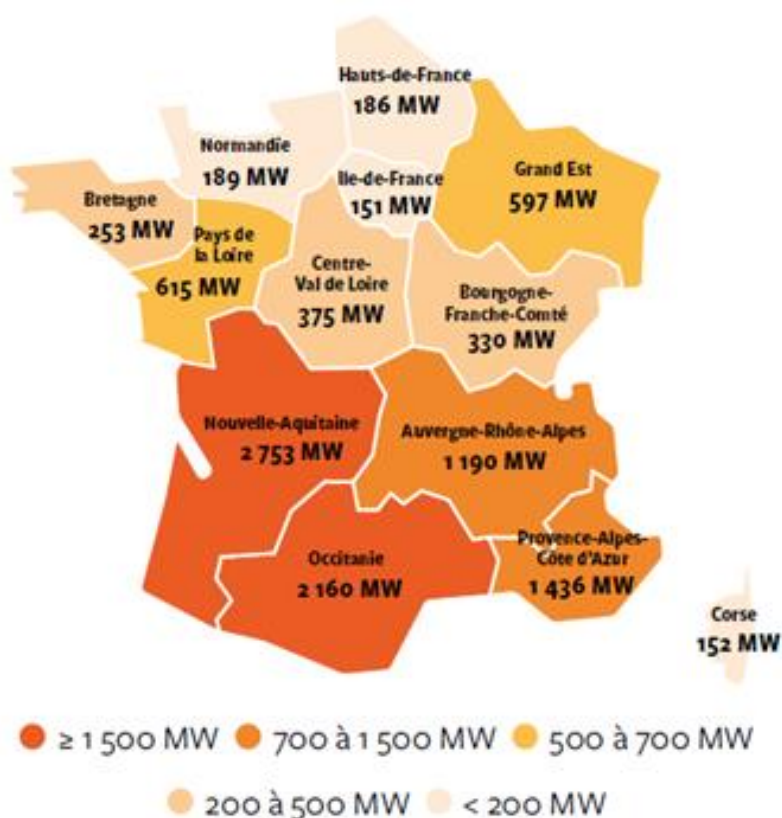 Hauts-de-France
186 MW
Normandie
189 MW
Ile-de-France
151 MW
Grand Est
597 MW
Bretagne
253 MW
Pays de
la Loire
615 MW
Centre-
Val de Loire
375 MW
Bourgogne-
Franche-Comté
330 MW
Nouvelle-Aquitaine
2 753 MW
Auvergne-Rhône-Alpes
1 190 MW
Occitanie
2 160 MW
Provence-Alpes-
Côte d'Azur
1 436 MW
Corse
152 MW
≥ 1 500 MW 700 à 1 500 MW 500 à 700 MW
200 à 500 MW < 200 MW